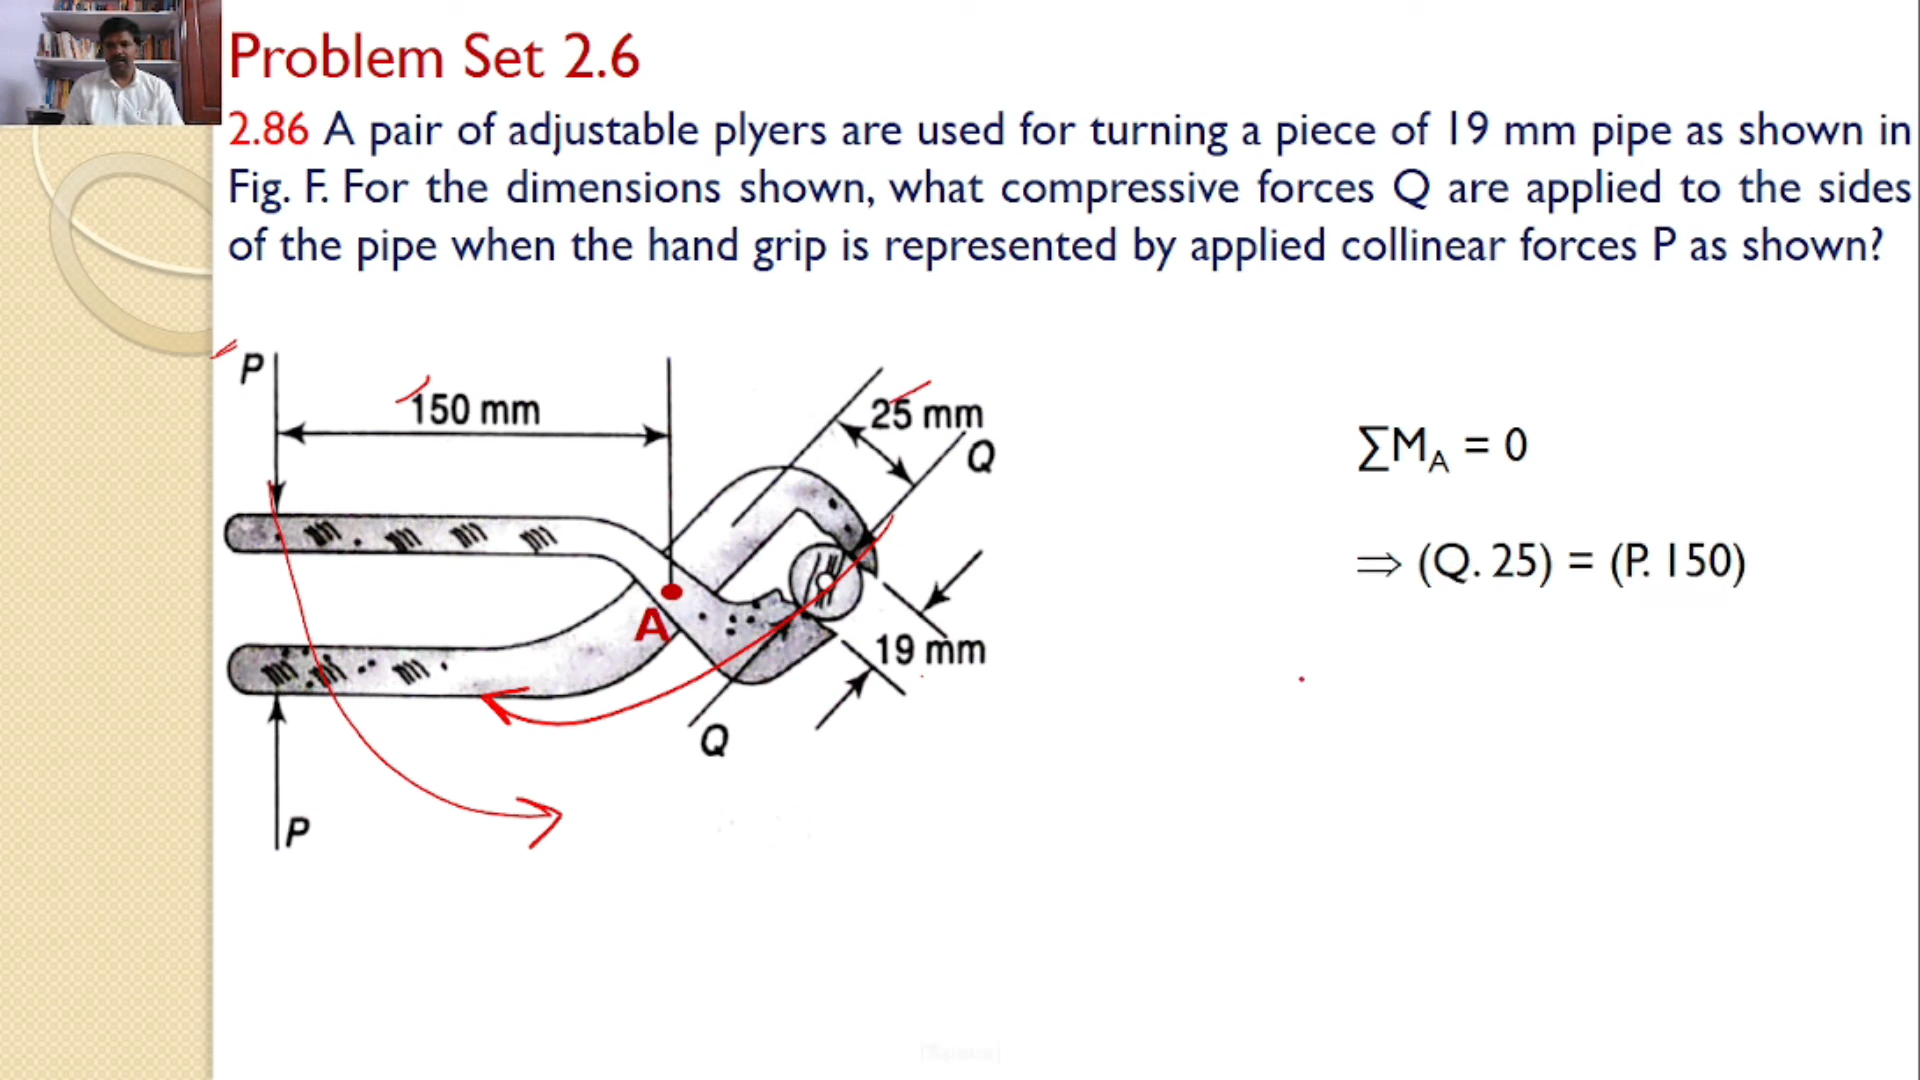 Problem Set 2.6
2.86 A pair of adjustable plyers are used for turning a piece of 19 mm pipe as shown in
Fig. F. For the dimensions shown, what compressive forces Q are applied to the sides
of the pipe when the hand grip is represented by applied collinear forces P as shown?
P
150 mm
25 mm
Q
∑M_A = 0
⇒ (Q. 25) = (P. 150)
A
19 mm
Q
P